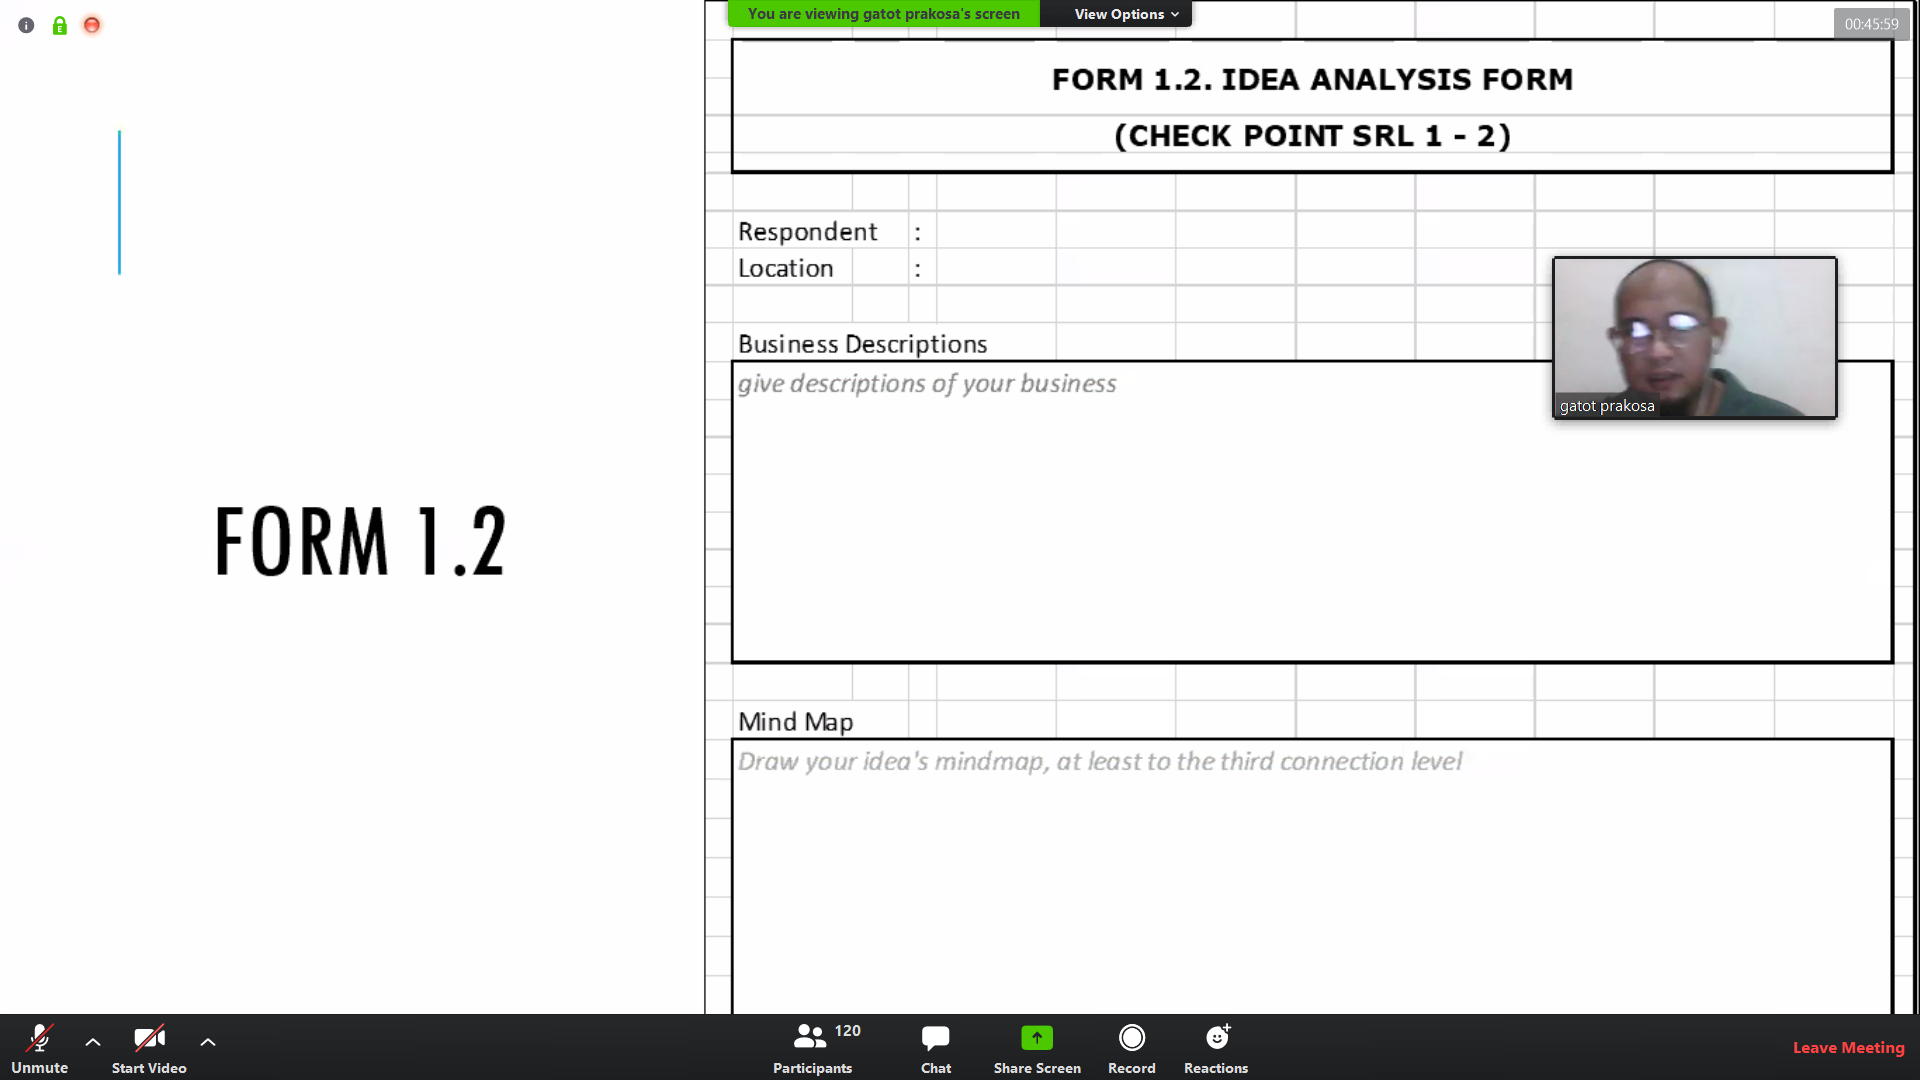 You are viewing gatot prakosa's screen
View Options
00:45:59
FORM 1.2
FORM 1.2. IDEA ANALYSIS FORM
(CHECK POINT SRL 1 - 2)
Respondent :
Location :
Business Descriptions
give descriptions of your business
gatot prakosa
Mind Map
Draw your idea's mindmap, at least to the third connection level
Unmute
Start Video
120
Participants
Chat
Share Screen
Record
Reactions
Leave Meeting